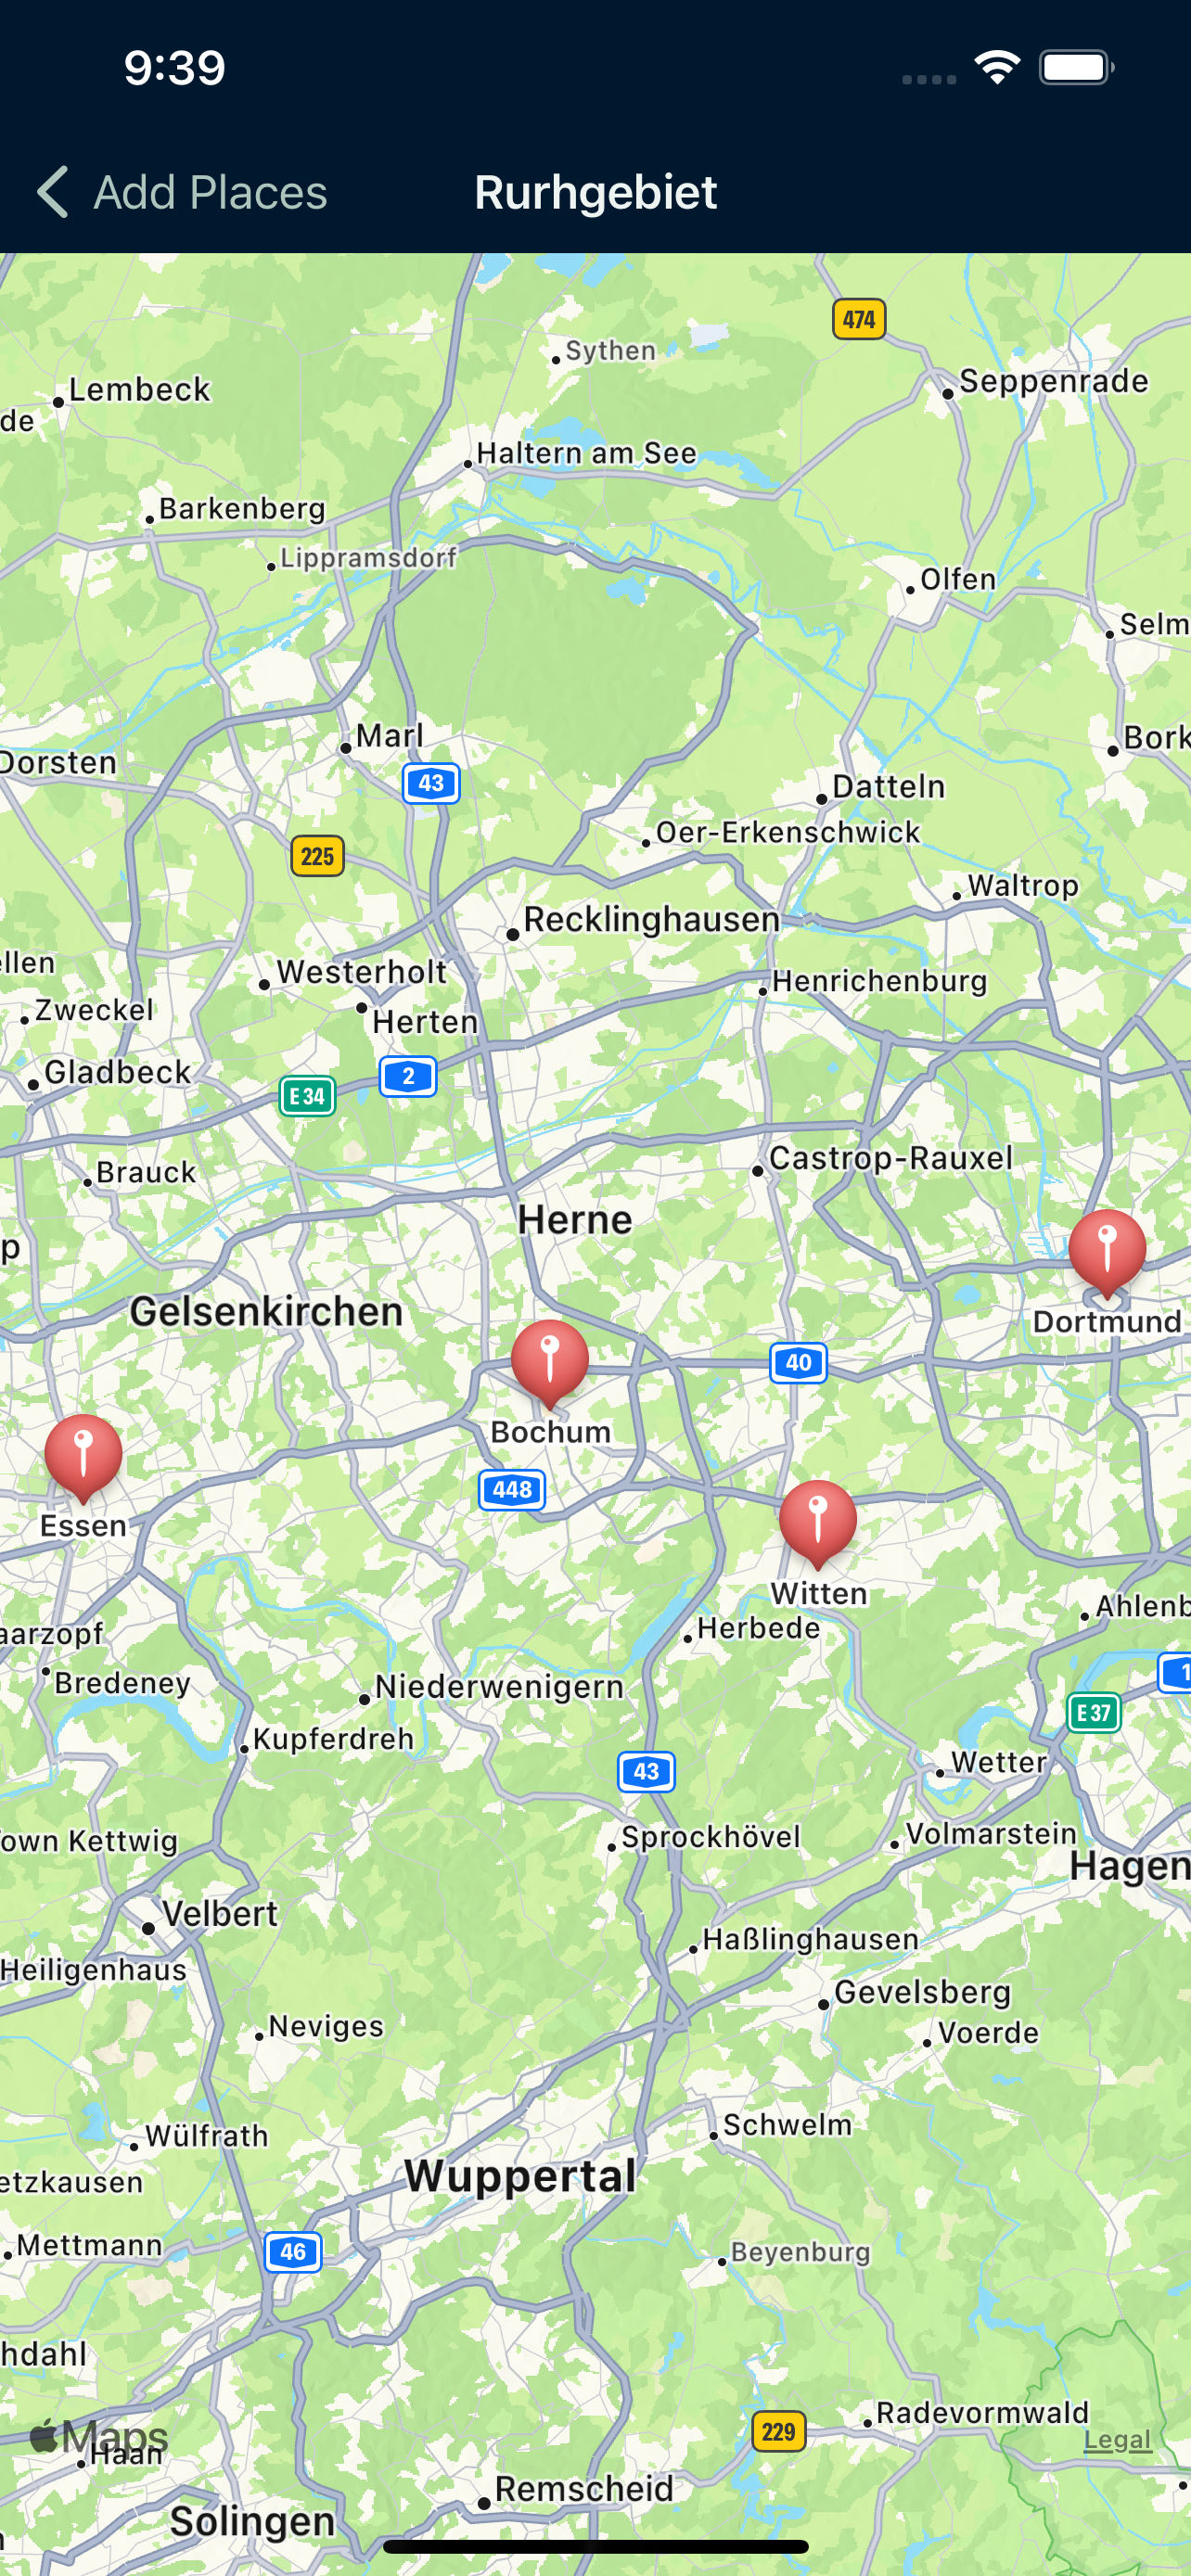 9:39
Add Places
Rurhgebiet
474
Sythen
Seppenrade
Lembeck
de
Haltern am See
Barkenberg
Lippramsdorf
Olfen
Selm
Marl
Bork
Dorsten
43
Datteln
Oer-Erkenschwick
225
Waltrop
Recklinghausen
ellen
Westerholt
Henrichenburg
Zweckel
Herten
Gladbeck
2
E 34
Castrop-Rauxel
Brauck
Herne
p
Gelsenkirchen
Dortmund
40
Bochum
448
Essen
Witten
Ahlenb
Herbede
aarzopf
Bredeney
Niederwenigern
1
E 37
Kupferdreh
Wetter
43
Sprockhövel
Volmarstein
own Kettwig
Hagen
Velbert
Haßlinghausen
Heiligenhaus
Gevelsberg
Neviges
Voerde
Schwelm
Wülfrath
Wuppertal
etzkausen
Mettmann
46
Beyenburg
hdahl
Radevormwald
229
Maps
Legal
Haan
Remscheid
Solingen